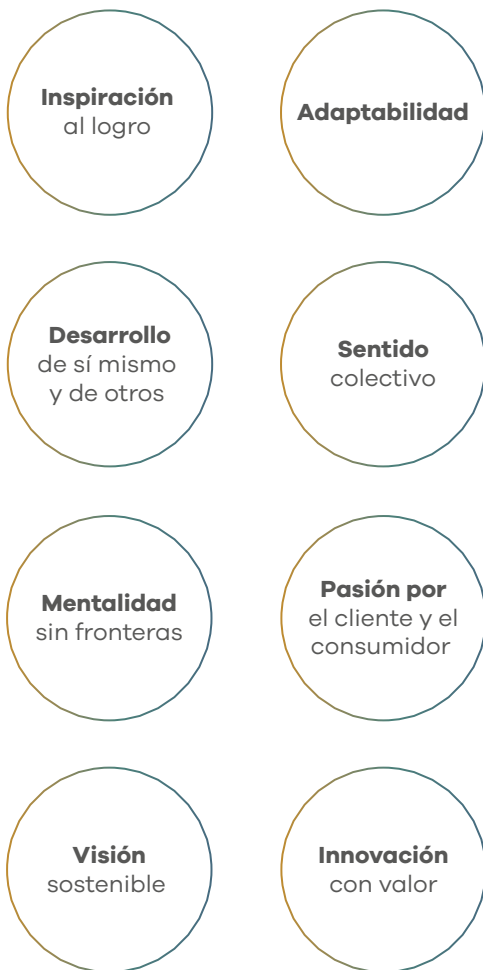 Inspiración
al logro
Adaptabilidad
Desarrollo
de sí mismo
y de otros
Sentido
colectivo
Mentalidad
sin fronteras
Pasión por
el cliente y el
consumidor
Visión
sostenible
Innovación
con valor